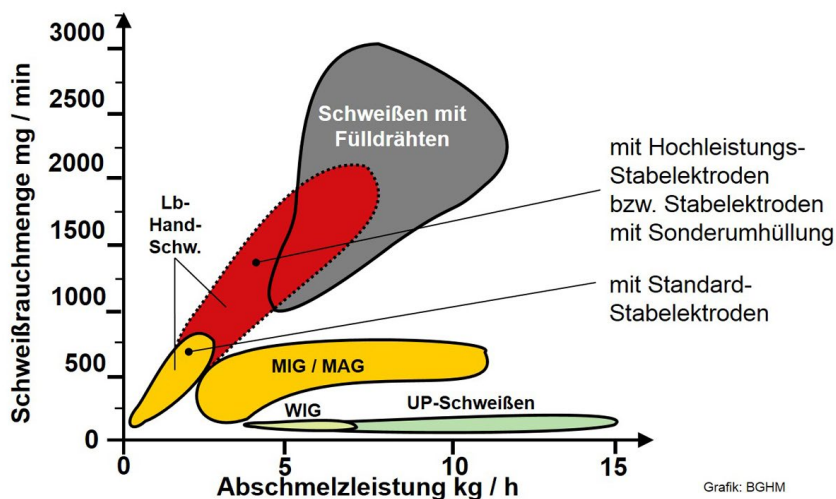 Schweißrauchmenge mg / min
3000
2500
2000
1500
1000
500
0
Lb-
Hand-
Schw.
Schweißen mit
Fülldrähten
mit Hochleistungs-
Stabelektroden
bzw. Stabelektroden
mit Sonderumhüllung
mit Standard-
Stabelektroden
MIG / MAG
WIG
UP-Schweißen
0
5
10
15
Abschmelzleistung kg / h
Grafik: BGHM